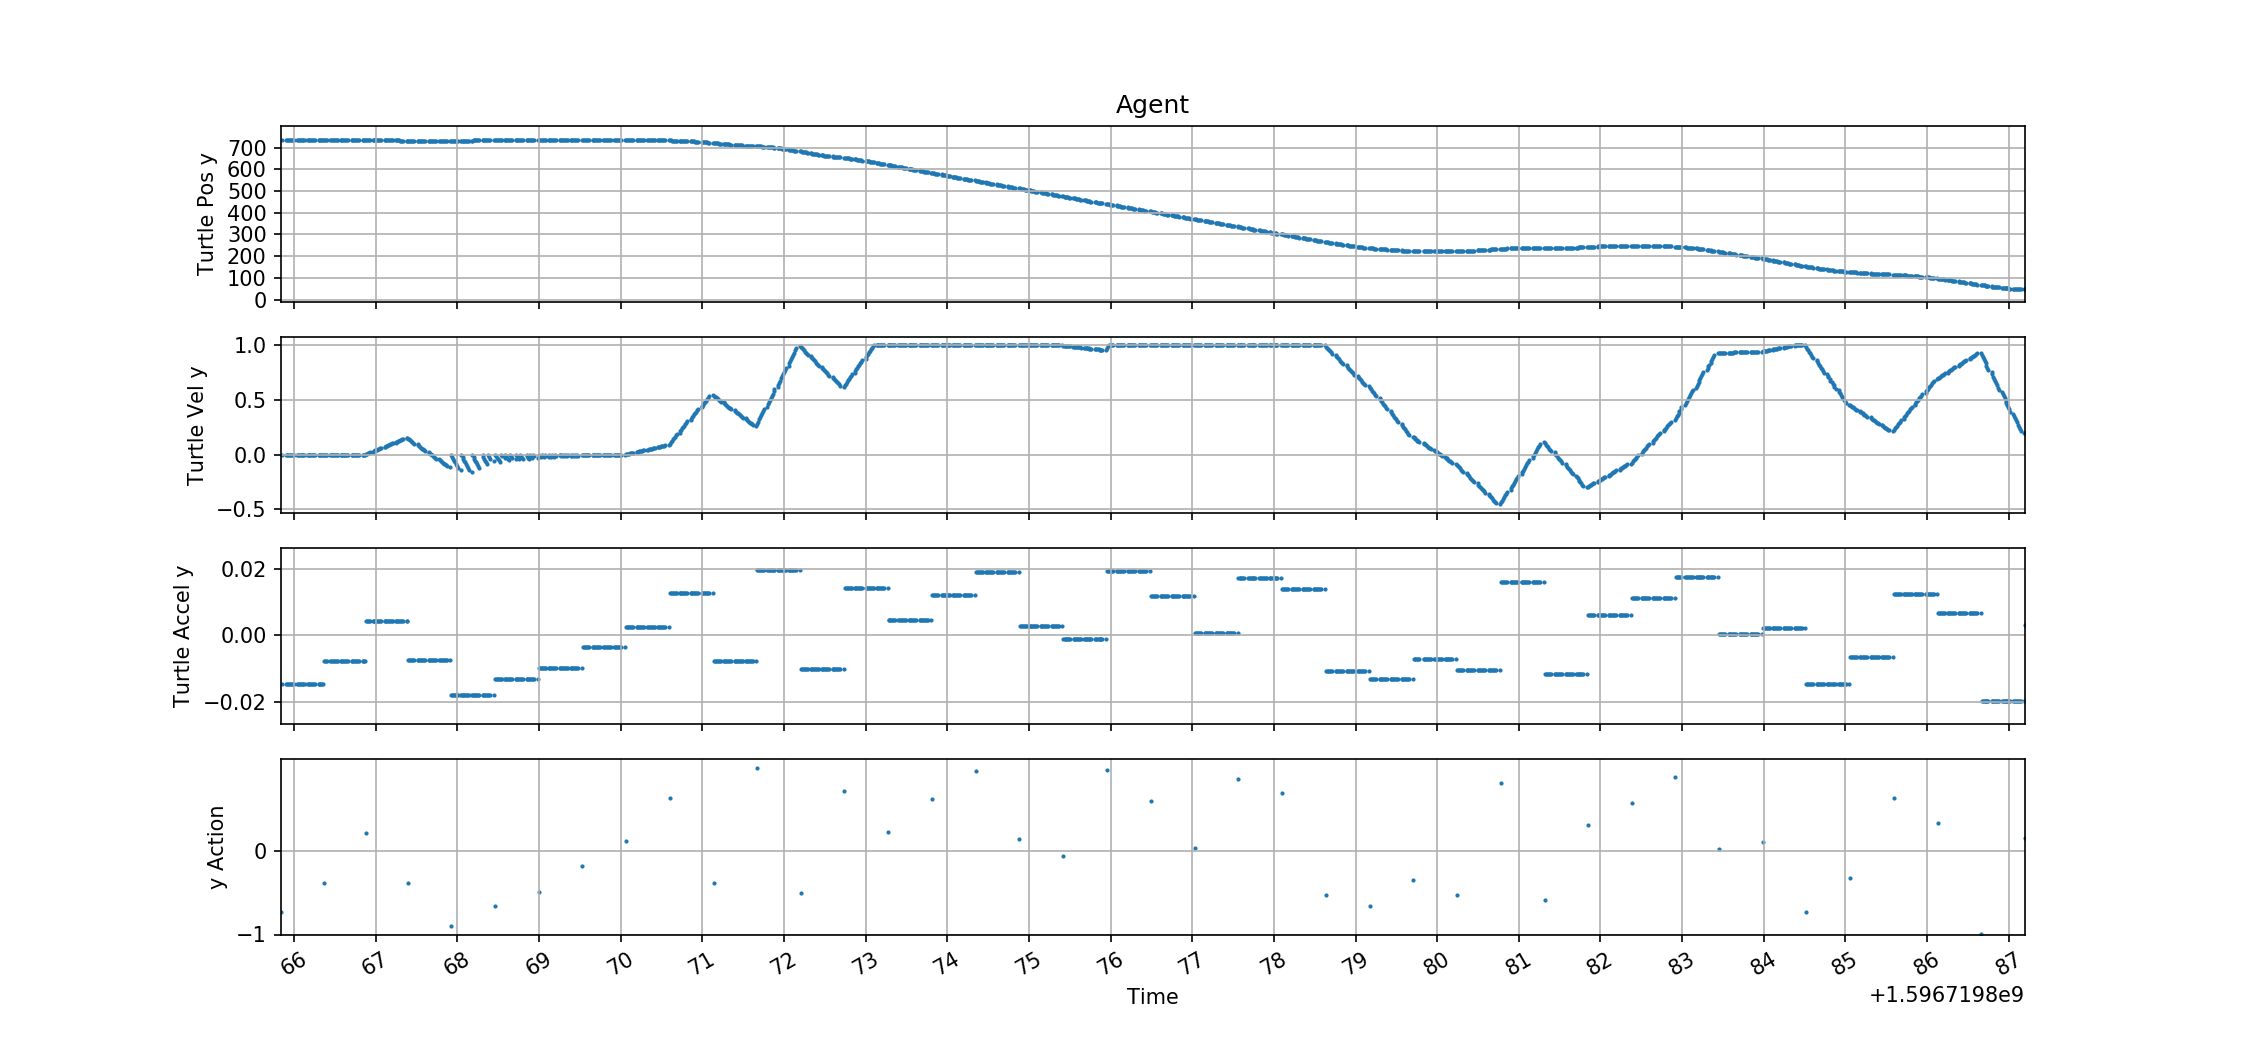 Agent
Turtle Pos y
700
600
500
400
300
200
100
0
Turtle Vel y
1.0
0.5
0.0
−0.5
Turtle Accel y
0.02
0.00
−0.02
y Action
0
−1
66 67 68 69 70 71 72 73 74 75 76 77 78 79 80 81 82 83 84 85 86 87
Time
+1.5967198e9